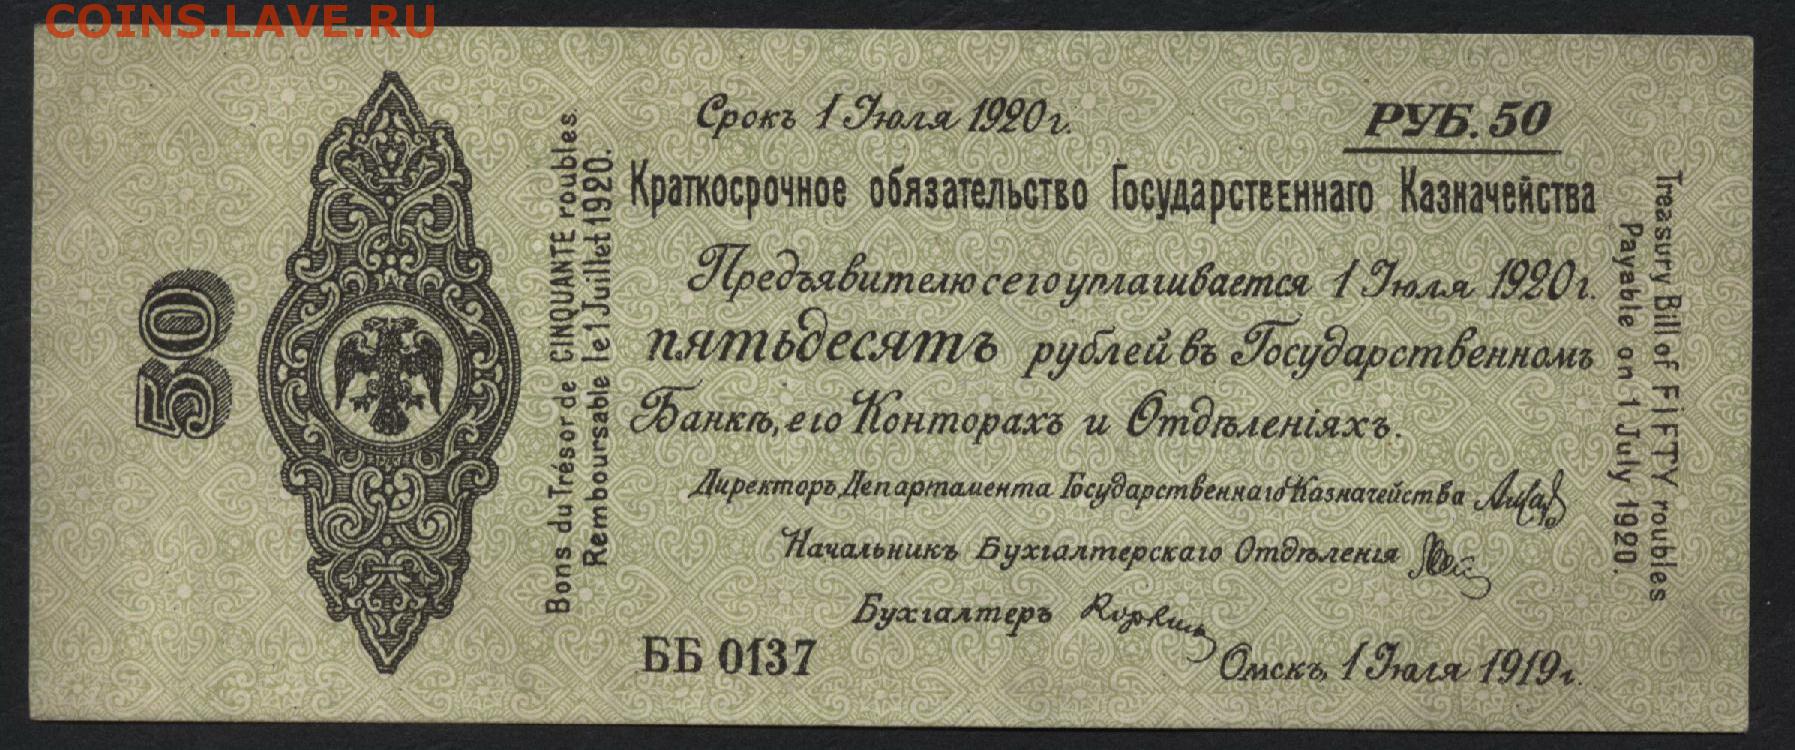 COINS.LAVE.RU
50
Bons du Trésor de CINQUANTE roubles.
Remboursable le 1 Juillet 1920.
Срокъ 1 Июля 1920 г.
РУБ. 50
Краткосрочное обязательство Государственнаго Казначейства
Предъявителю сего уплачивается 1 Июля 1920 г.
пятьдесятъ рублей въ Государственномъ
Банкѣ, его Конторахъ и Отдѣленіяхъ.
Директоръ Департамента Государственнаго Казначейства
Начальникъ Бухгалтерскаго Отдѣленія
Бухгалтеръ
ББ 0137
Омскъ, 1 Июля 1919 г.
Treasury Bill of FiFTY roubles
Payable on 1 July 1920.